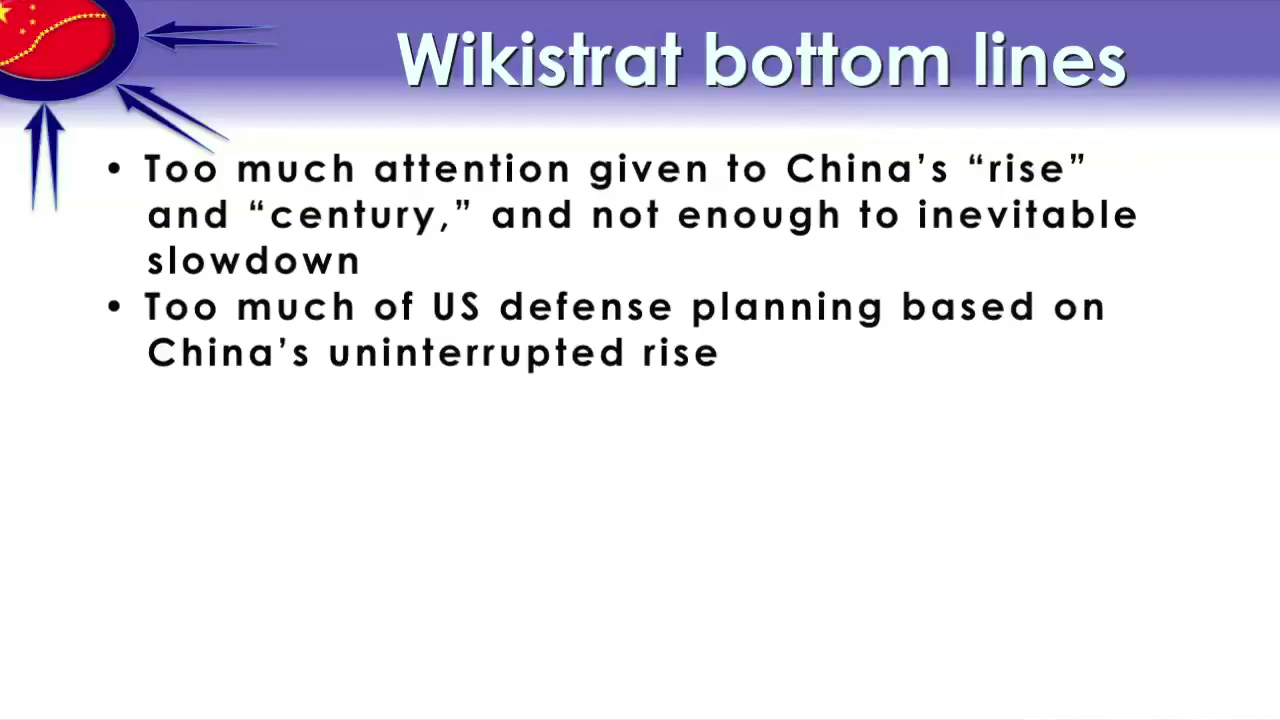 Wikistrat bottom lines
• Too much attention given to China’s “rise”
and “century,” and not enough to inevitable
slowdown
• Too much of US defense planning based on
China’s uninterrupted rise